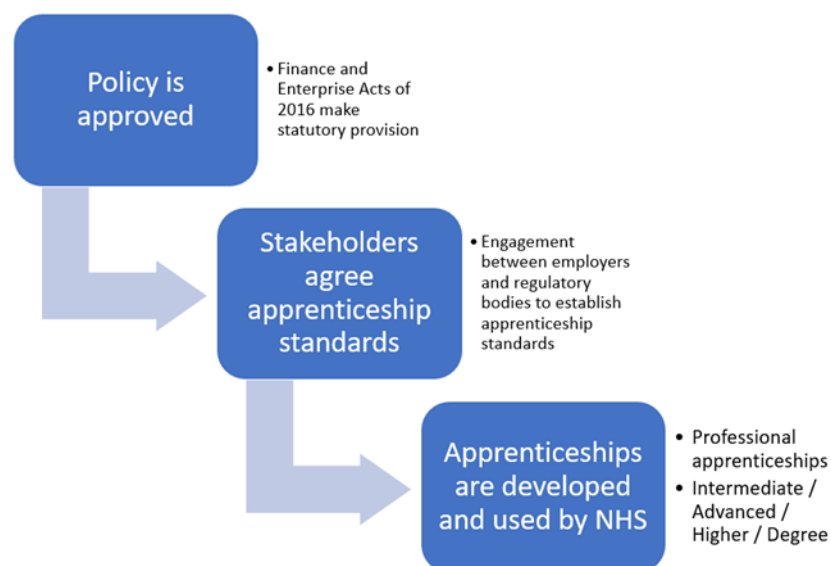 Policy is
approved
• Finance and
Enterprise Acts of
2016 make
statutory provision
Stakeholders
agree
apprenticeship
standards
• Engagement
between employers
and regulatory
bodies to establish
apprenticeship
standards
Apprenticeships
are developed
and used by NHS
• Professional
apprenticeships
• Intermediate /
Advanced /
Higher / Degree